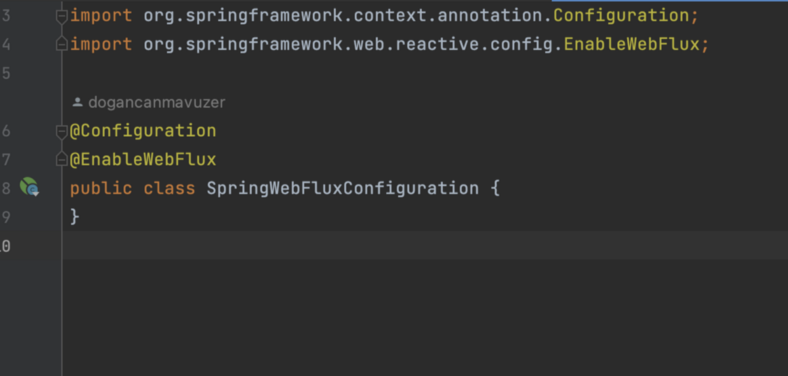 3 import org.springframework.context.annotation.Configuration;
4 import org.springframework.web.reactive.config.EnableWebFlux;
5
dogancanmavuzer
6 @Configuration
7 @EnableWebFlux
8 public class SpringWebFluxConfiguration {
9 }
10